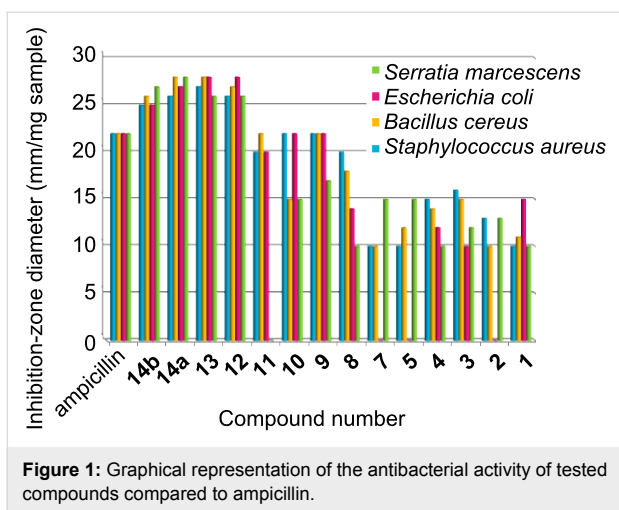 30
25
20
15
10
5
0
Inhibition-zone diameter (mm/mg sample)
Serratia marcescens
Escherichia coli
Bacillus cereus
Staphylococcus aureus
ampicillin 14b 14a 13 12 11 10 9 8 7 5 4 3 2 1
Compound number
Figure 1: Graphical representation of the antibacterial activity of tested
compounds compared to ampicillin.